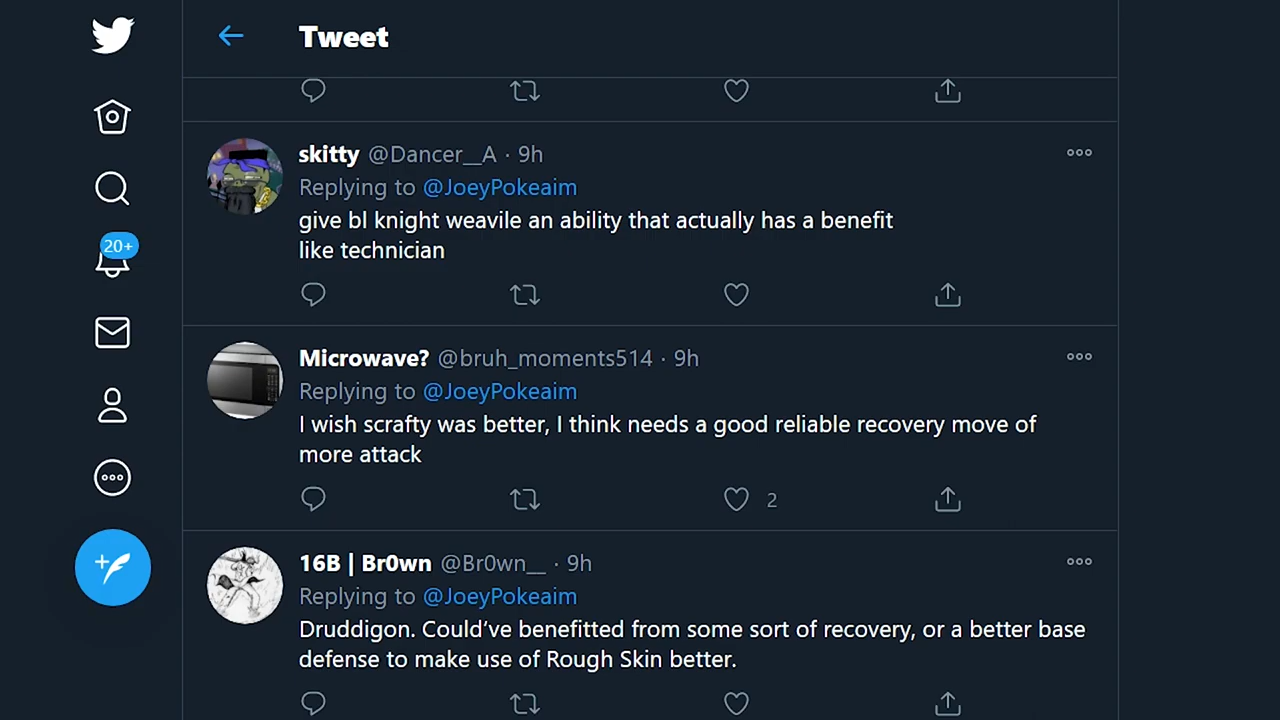 Tweet
skitty @Dancer__A · 9h
Replying to @JoeyPokeaim
give bl knight weavile an ability that actually has a benefit
like technician
20+
Microwave? @bruh_moments514 · 9h
Replying to @JoeyPokeaim
I wish scrafty was better, I think needs a good reliable recovery move of
more attack
2
16B | Br0wn @Br0wn__ · 9h
Replying to @JoeyPokeaim
Druddigon. Could’ve benefitted from some sort of recovery, or a better base
defense to make use of Rough Skin better.